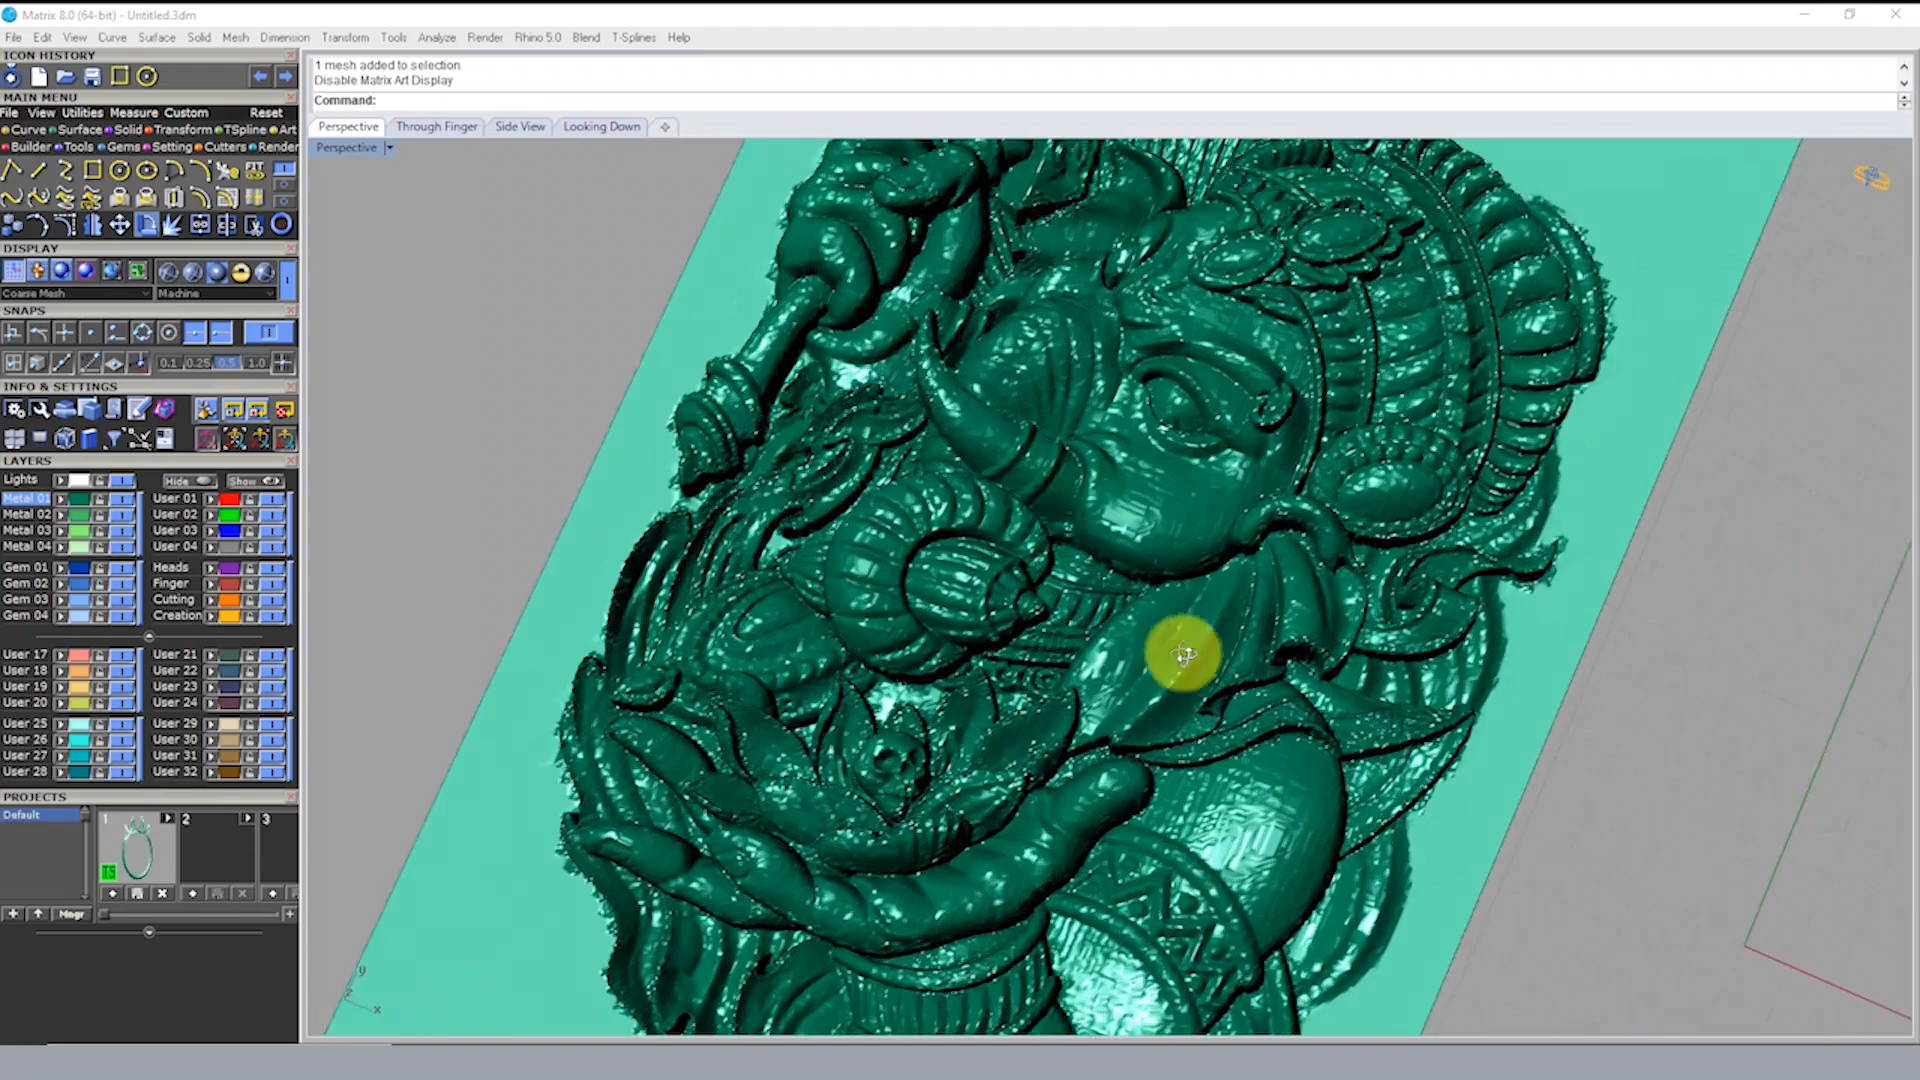 Matrix 8.0 (64-bit) - Untitled.3dm
File Edit View Curve Surface Solid Mesh Dimension Transform Tools Analyze Render Rhino 5.0 Blend T-Splines Help
ICON HISTORY
1 mesh added to selection.
Disable Matrix Art Display
Command:
MAIN MENU
File View Utilities Measure Custom Reset
Curve Surface Solid Transform TSpline Art
Builder Tools Gems Setting Cutters Render
Perspective Through Finger Side View Looking Down
Perspective
FIT
DISPLAY
Coarse Mesh Machine
SNAPS
0.1 0.25 0.5 1.0
INFO & SETTINGS
LAYERS
Lights Hide Show
Metal 01 User 01
Metal 02 User 02
Metal 03 User 03
Metal 04 User 04
Gem 01 Heads
Gem 02 Finger
Gem 03 Cutting
Gem 04 Creation
User 17 User 21
User 18 User 22
User 19 User 23
User 20 User 24
User 25 User 29
User 26 User 30
User 27 User 31
User 28 User 32
PROJECTS
Default 1 2 3
TS
Mngr
y
z
x